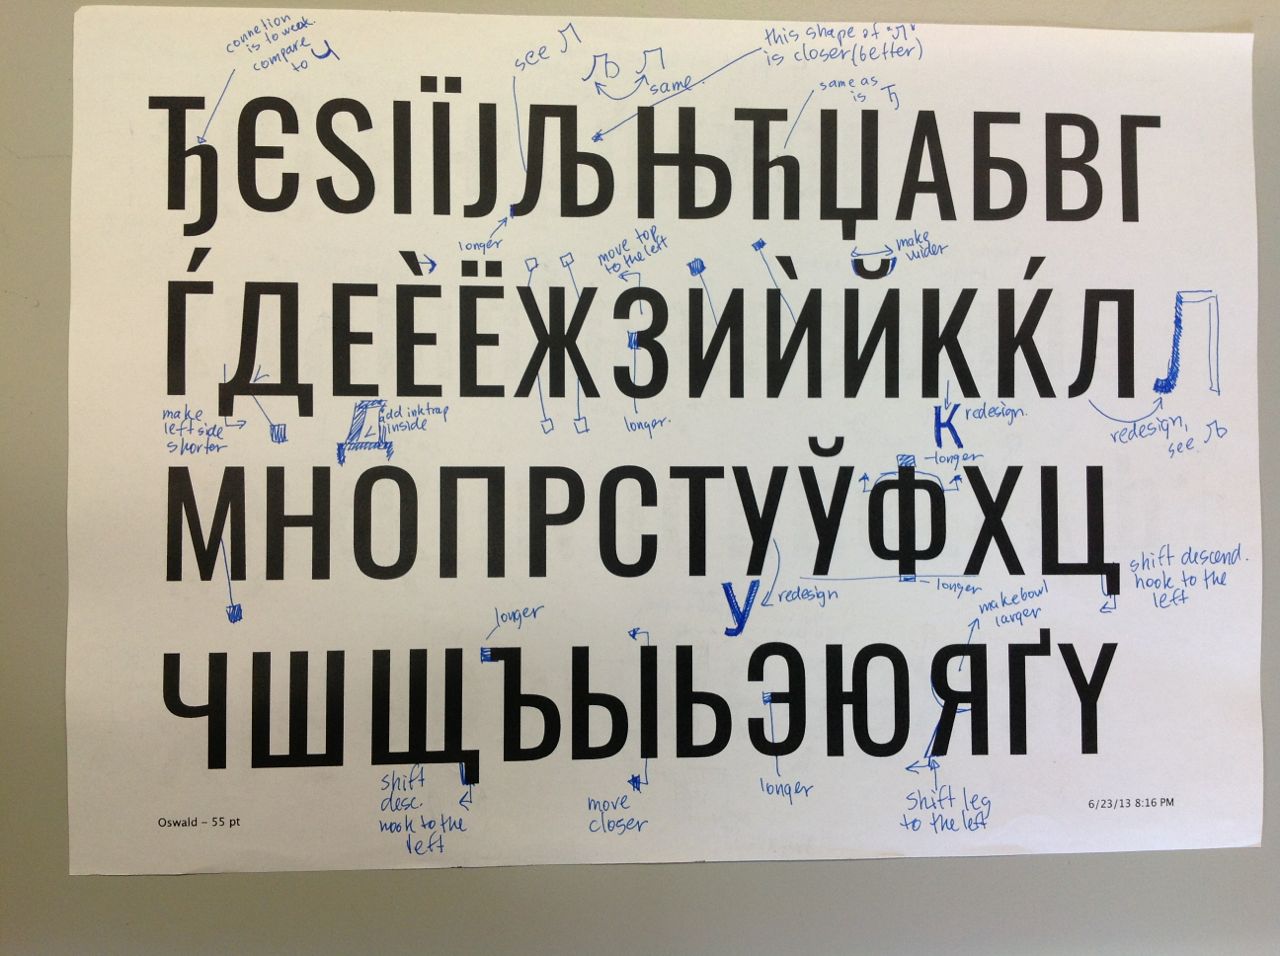 connetion
is to weak.
compare
to Ч
see Л
Љ Л
same.
this shape of "Л"
is closer (better)
same as
is Ђ
ЂЄЅІЇЈЉЊЋЏАБВГ
longer
move top
to the left
make
wider
ЃДЕЀЁЖЗИЍЙКЌЛ
Л
make
left side
shorter
Д
add inktrap
inside
longer.
К
redesign.
redesign,
see Љ
longer
МНОПРСТУЎФХЦ
У
redesign
longer
shift descend.
hook to the
left
longer
make bowl
larger
ЧШЩЪЫЬЭЮЯҐҮ
shift
desc.
hook to the
left
move
closer
longer
Shift leg
to the left
Oswald – 55 pt
6/23/13 8:16 PM